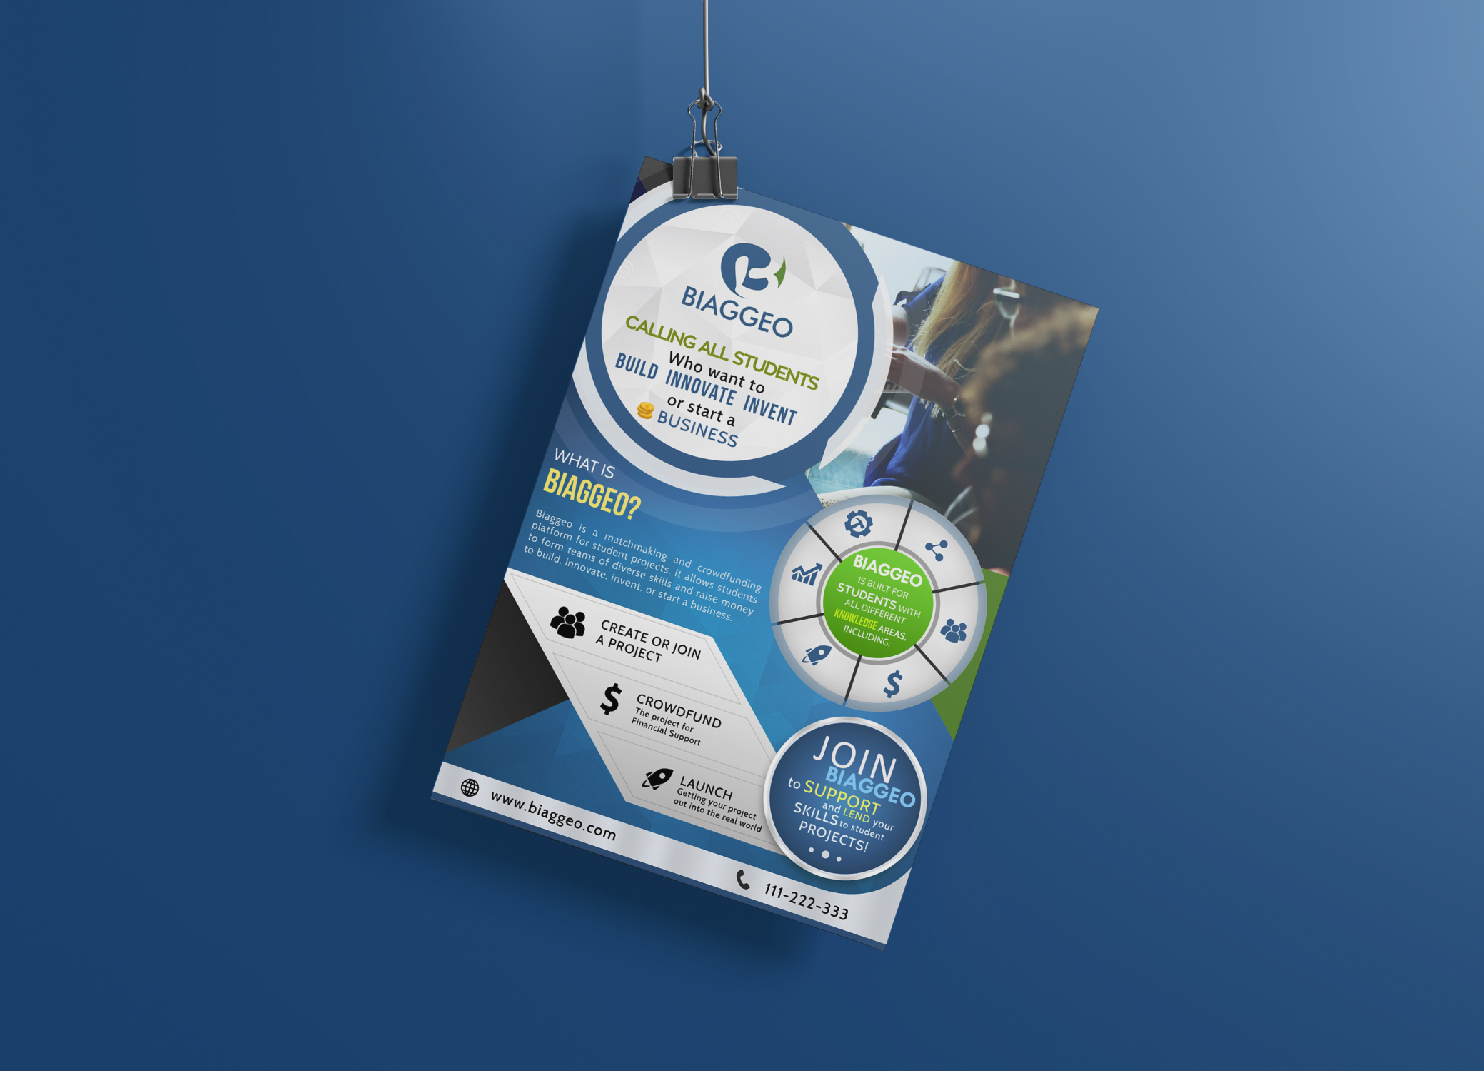 BIAGGEO
CALLING ALL STUDENTS
Who want to
BUILD INNOVATE INVENT
or start a
BUSINESS
WHAT IS
BIAGGEO?
Biaggeo is a matchmaking and crowdfunding
platform for student projects. It allows students
to form teams of diverse skills and raise money
to build, innovate, invent, or start a business.
BIAGGEO
IS BUILT FOR
STUDENTS WITH
ALL DIFFERENT
KNOWLEDGE AREAS.
INCLUDING,
CREATE OR JOIN
A PROJECT
CROWDFUND
The project for
Financial Support
LAUNCH
Getting your project
out into the real world
JOIN
BIAGGEO
to SUPPORT
and LEND your
SKILLS to student
PROJECTS!
www.biaggeo.com
111-222-333